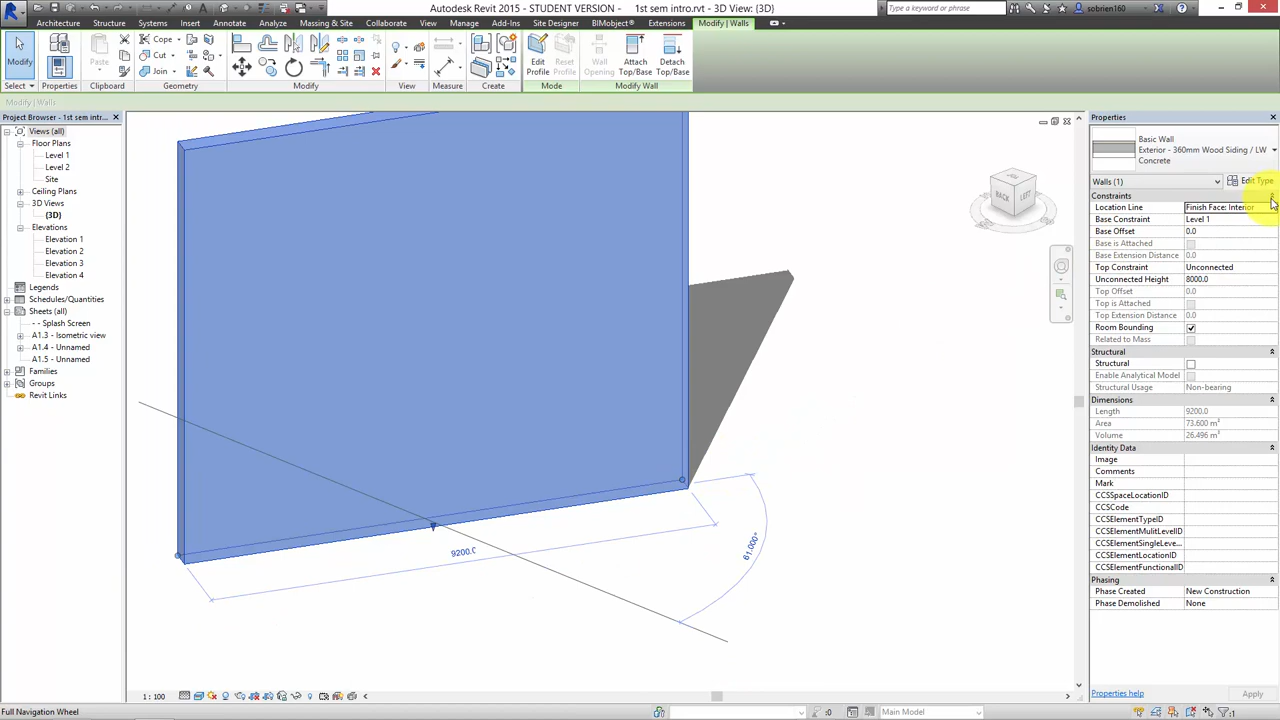 Autodesk Revit 2015 - STUDENT VERSION - 1st sem intro.rvt - 3D View: {3D}
Type a keyword or phrase
sobrien160
Architecture Structure Systems Insert Annotate Analyze Massing & Site Collaborate View Manage Add-Ins Site Designer BIMobject® Extensions Modify | Walls
Modify
Paste
Cope
Cut
Join
Edit Profile
Reset Profile
Wall Opening
Attach Top/Base
Detach Top/Base
Select Properties Clipboard Geometry Modify View Measure Create Mode Modify Wall
Modify | Walls
Project Browser - 1st sem intr...
Views (all)
Floor Plans
Level 1
Level 2
Site
Ceiling Plans
3D Views
{3D}
Elevations
Elevation 1
Elevation 2
Elevation 3
Elevation 4
Legends
Schedules/Quantities
Sheets (all)
- - Splash Screen
A1.3 - Isometric view
A1.4 - Unnamed
A1.5 - Unnamed
Families
Groups
Revit Links
BACK LEFT
9200.0
61.000°
1 : 100
Properties
Basic Wall
Exterior - 360mm Wood Siding / LW
Concrete
Walls (1)
Edit Type
Constraints
Location Line Finish Face: Interior
Base Constraint Level 1
Base Offset 0.0
Base is Attached
Base Extension Distance 0.0
Top Constraint Unconnected
Unconnected Height 8000.0
Top Offset 0.0
Top is Attached
Top Extension Distance 0.0
Room Bounding
Related to Mass
Structural
Structural
Enable Analytical Model
Structural Usage Non-bearing
Dimensions
Length 9200.0
Area 73.600 m²
Volume 26.496 m³
Identity Data
Image
Comments
Mark
CCSSpaceLocationID
CCSCode
CCSElementTypeID
CCSElementMulitLevelID
CCSElementSingleLeve...
CCSElementLocationID
CCSElementFunctionalID
Phasing
Phase Created New Construction
Phase Demolished None
Properties help
Apply
Full Navigation Wheel
:0
Main Model
:1